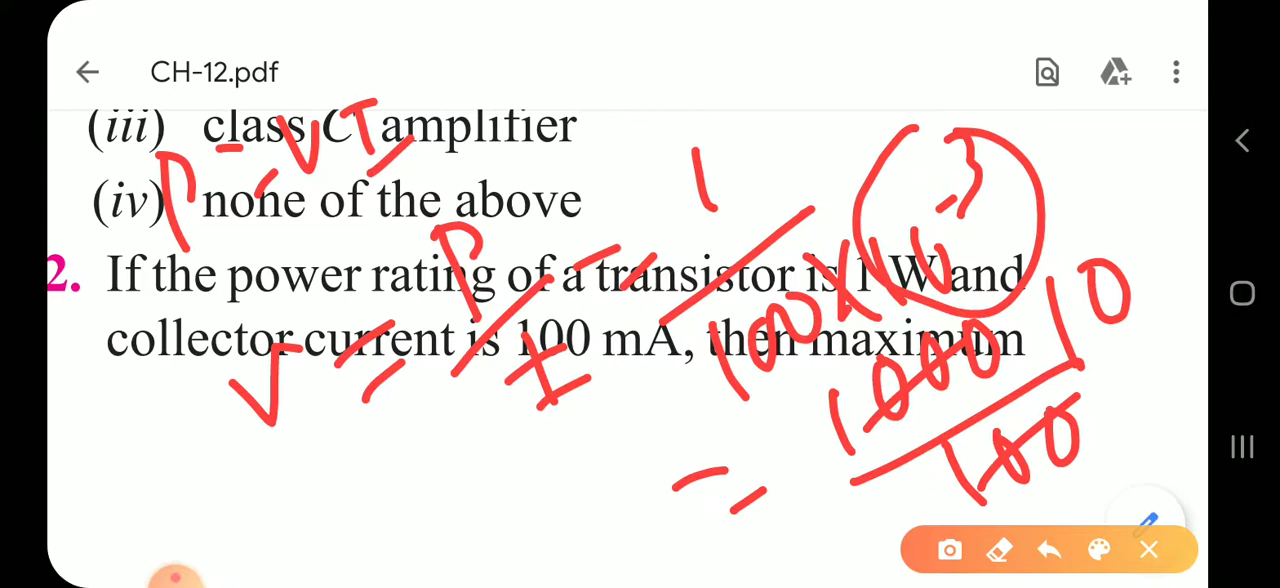 CH-12.pdf
(iii) class C amplifier
P = VI
(iv) none of the above
2. If the power rating of a transistor is 1 W and
collector current is 100 mA, then maximum
V = P/I = 1/100×10-3
= 1000/100 10